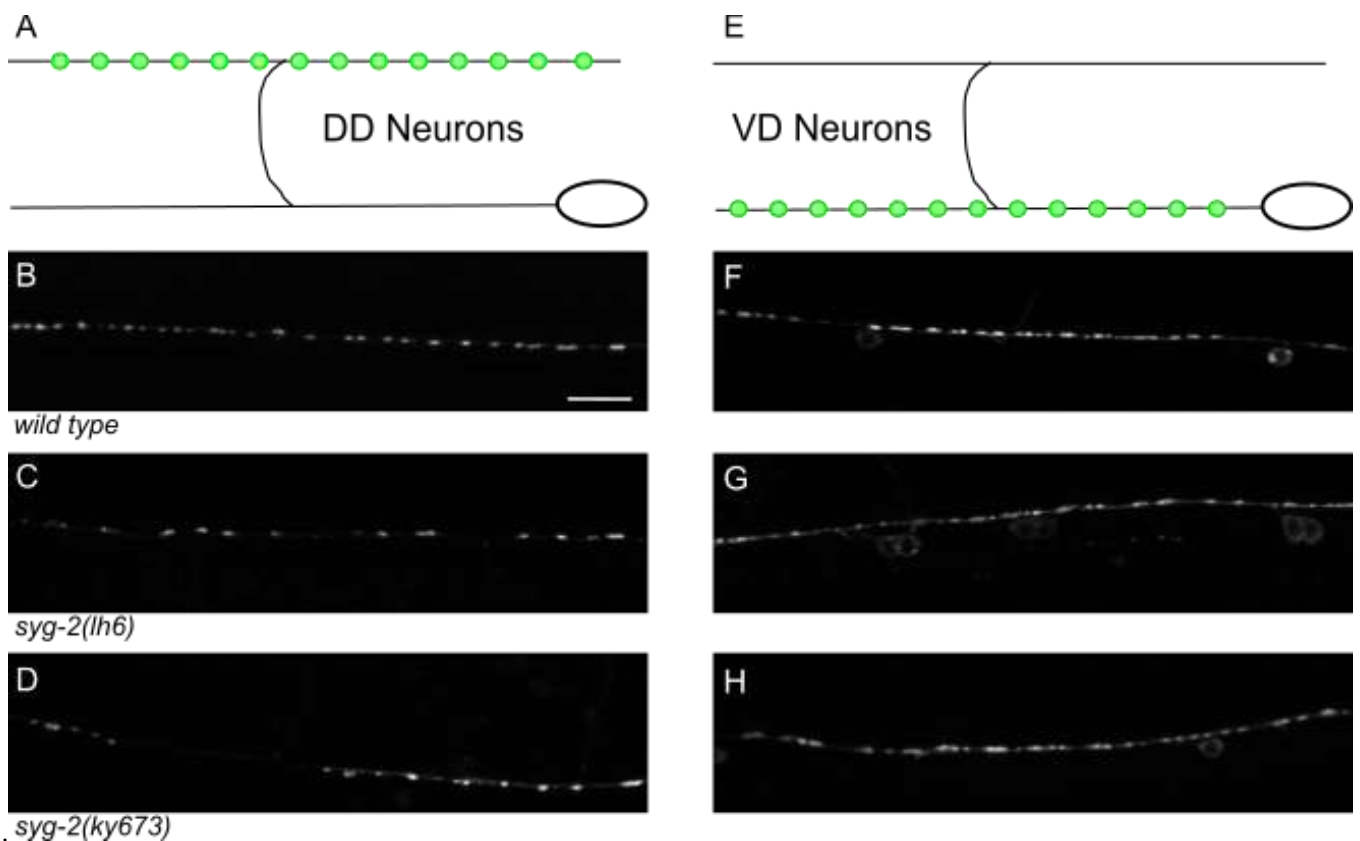 A
E
DD Neurons
VD Neurons
B
F
wild type
C
G
syg-2(lh6)
D
H
. syg-2(ky673)